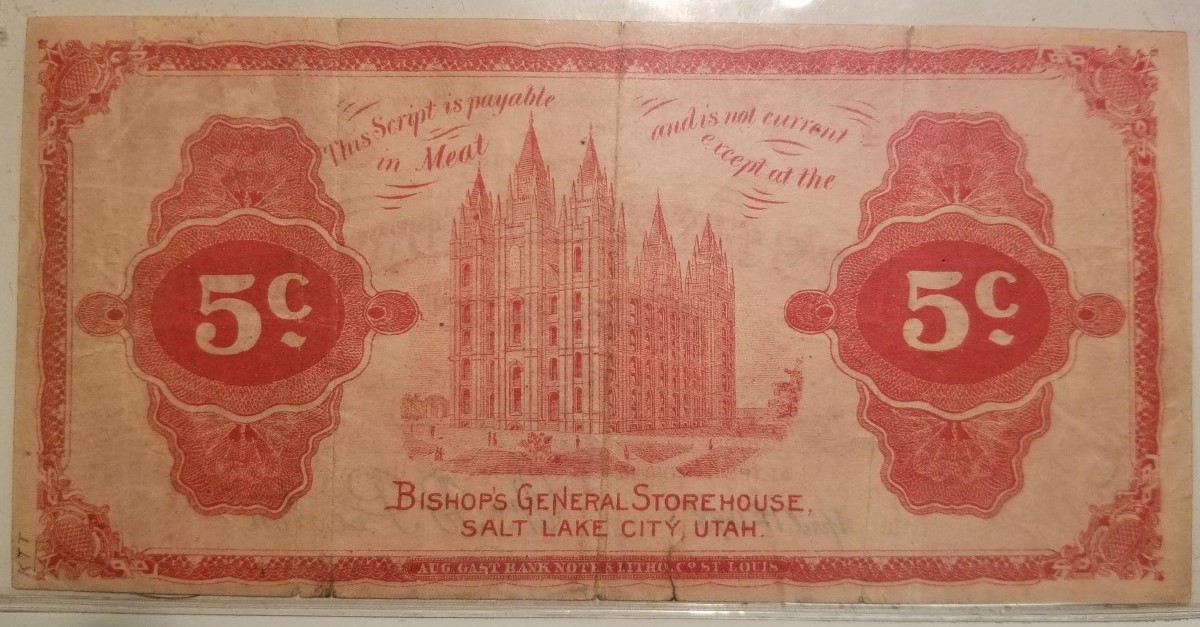 This Script is payable
in Meat
and is not current
except at the
5¢
5¢
BISHOP'S GENERAL STOREHOUSE,
SALT LAKE CITY, UTAH.
AUG. GAST BANK NOTE & LITHO. Co ST. LOUIS
KTT